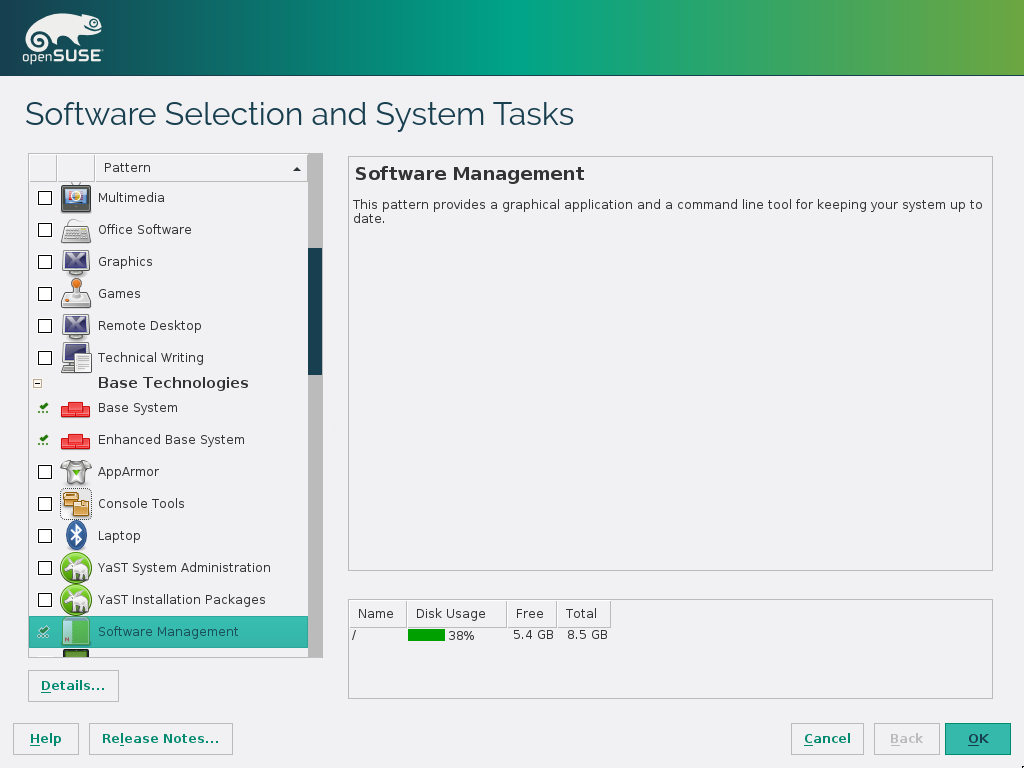 openSUSE
Software Selection and System Tasks
Pattern
Multimedia
Office Software
Graphics
Games
Remote Desktop
Technical Writing
Base Technologies
Base System
Enhanced Base System
AppArmor
Console Tools
Laptop
YaST System Administration
YaST Installation Packages
Software Management
Details...
Software Management
This pattern provides a graphical application and a command line tool for keeping your system up to
date.
Name Disk Usage Free Total
/ 38% 5.4 GB 8.5 GB
Help Release Notes... Cancel Back OK